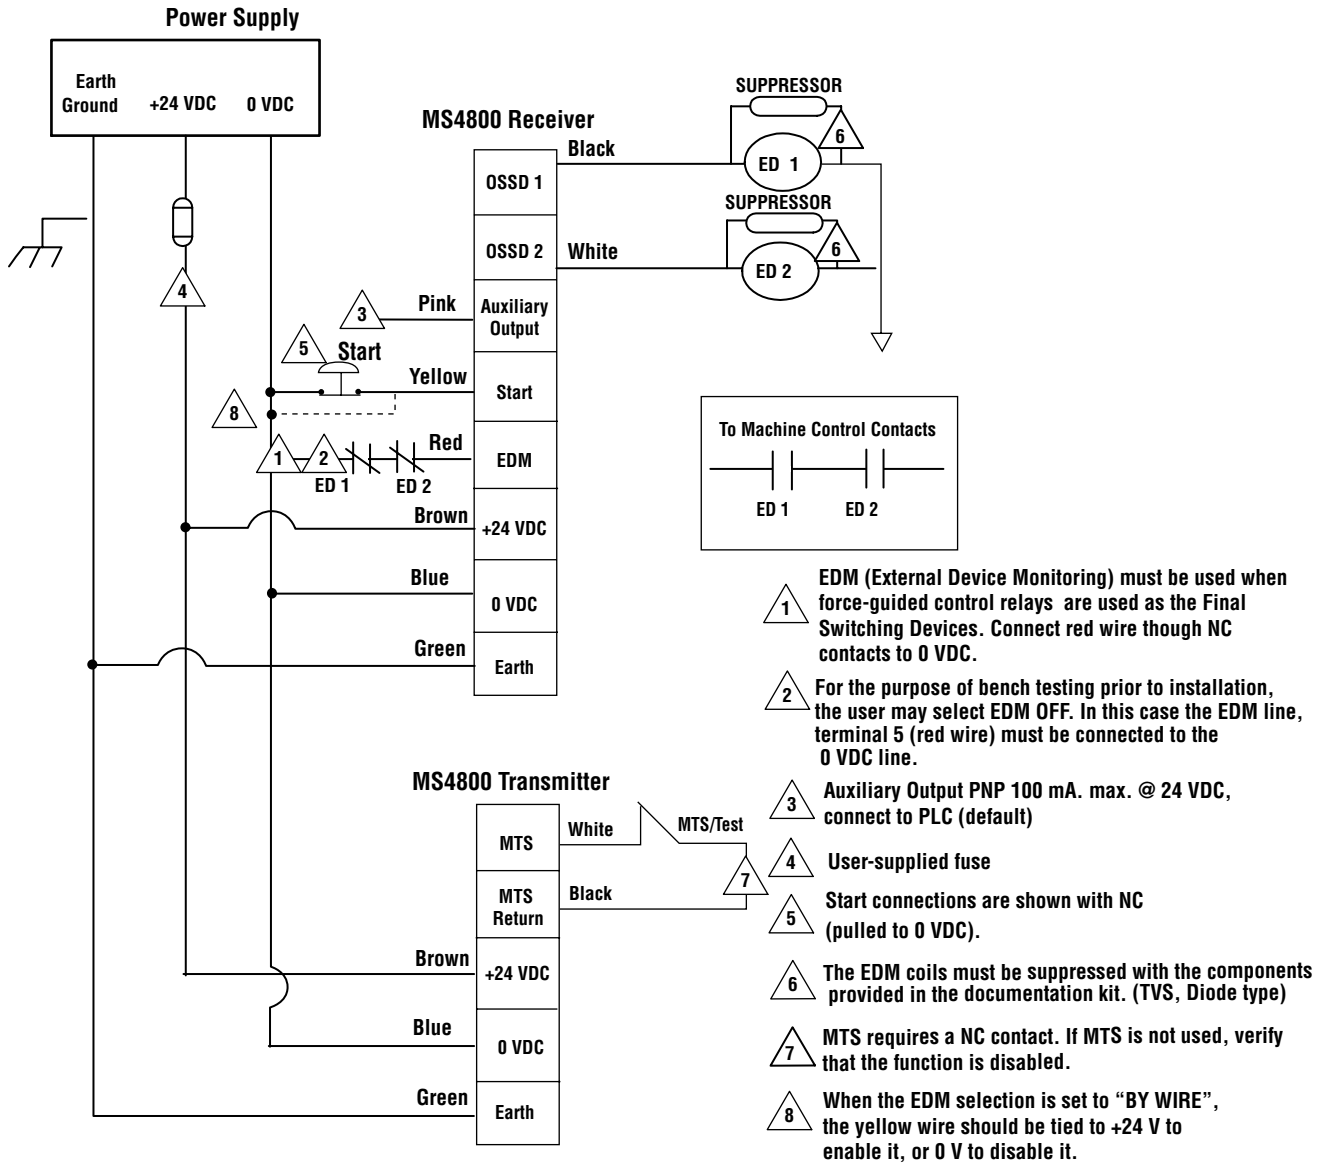 Power Supply
Earth
Ground
+24 VDC
0 VDC
SUPPRESSOR
MS4800 Receiver
6
Black
ED 1
OSSD 1
SUPPRESSOR
OSSD 2
White
6
ED 2
4
Pink
3
Auxiliary
Output
5
Start
Yellow
Start
8
To Machine Control Contacts
ED 1
ED 2
Red
1
2
EDM
ED 1
ED 2
Brown
+24 VDC
Blue
0 VDC
Green
Earth
1
EDM (External Device Monitoring) must be used when
force-guided control relays are used as the Final
Switching Devices. Connect red wire though NC
contacts to 0 VDC.
2
For the purpose of bench testing prior to installation,
the user may select EDM OFF. In this case the EDM line,
terminal 5 (red wire) must be connected to the
0 VDC line.
3
Auxiliary Output PNP 100 mA. max. @ 24 VDC,
connect to PLC (default)
4
User-supplied fuse
5
Start connections are shown with NC
(pulled to 0 VDC).
6
The EDM coils must be suppressed with the components
provided in the documentation kit. (TVS, Diode type)
7
MTS requires a NC contact. If MTS is not used, verify
that the function is disabled.
8
When the EDM selection is set to “BY WIRE”,
the yellow wire should be tied to +24 V to
enable it, or 0 V to disable it.
MS4800 Transmitter
MTS
White
MTS/Test
7
MTS
Return
Black
Brown
+24 VDC
Blue
0 VDC
Green
Earth